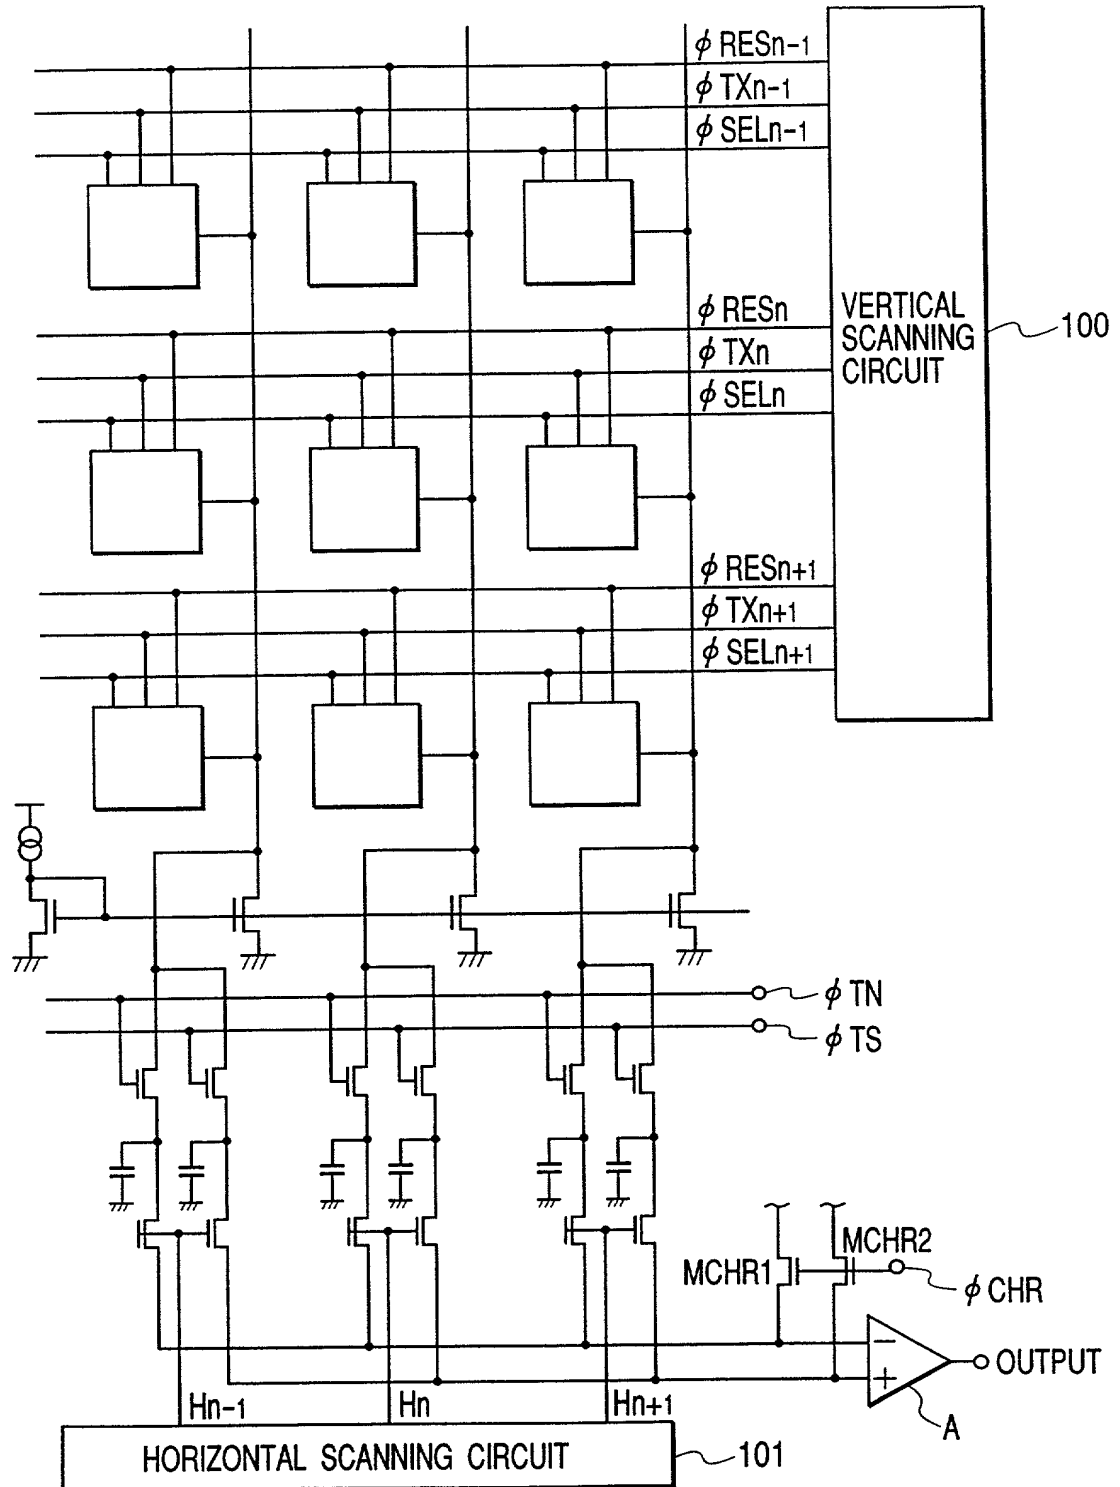 ϕ RESn-1
ϕ TXn-1
ϕ SELn-1
ϕ RESn
ϕ TXn
ϕ SELn
VERTICAL
SCANNING
CIRCUIT
100
ϕ RESn+1
ϕ TXn+1
ϕ SELn+1
ϕ TN
ϕ TS
MCHR1
MCHR2
ϕ CHR
−
+
OUTPUT
A
Hn-1
Hn
Hn+1
HORIZONTAL SCANNING CIRCUIT
101